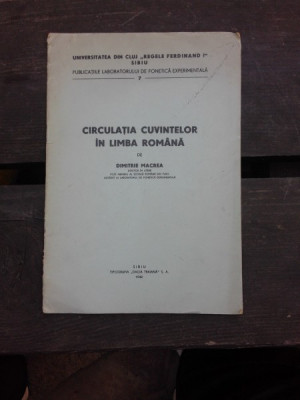 UNIVERSITATEA DIN CLUJ „REGELE FERDINAND I"
SIBIU
PUBLICAȚIILE LABORATORULUI DE FONETICĂ EXPERIMENTALĂ
7
CIRCULAȚIA CUVINTELOR
ÎN LIMBA ROMÂNĂ
DE
DIMITRIE MACREA
SIBIU